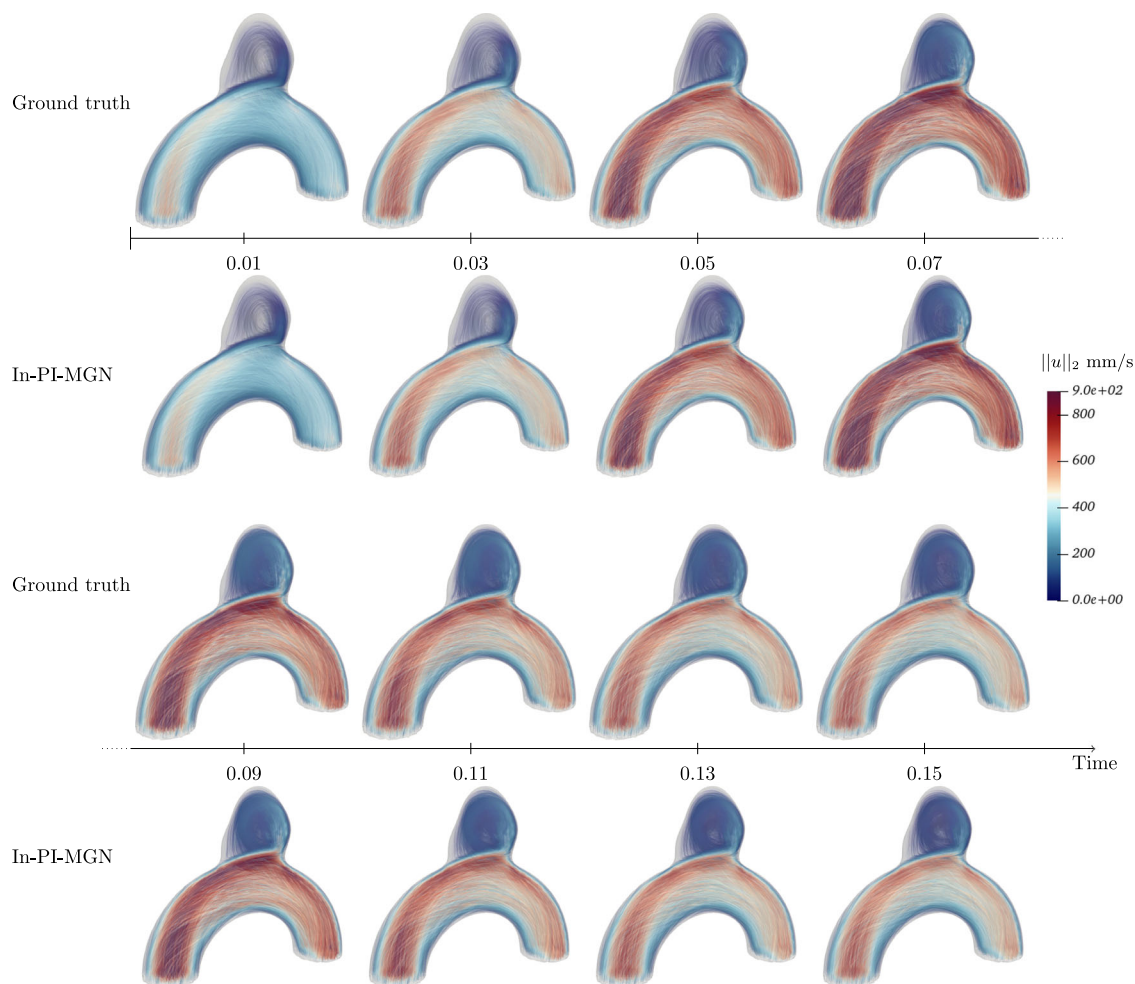 Ground truth
0.01 0.03 0.05 0.07
In-PI-MGN
||u||₂ mm/s
9.0e+02
800
600
400
200
0.0e+00
Ground truth
Time
0.09 0.11 0.13 0.15
In-PI-MGN